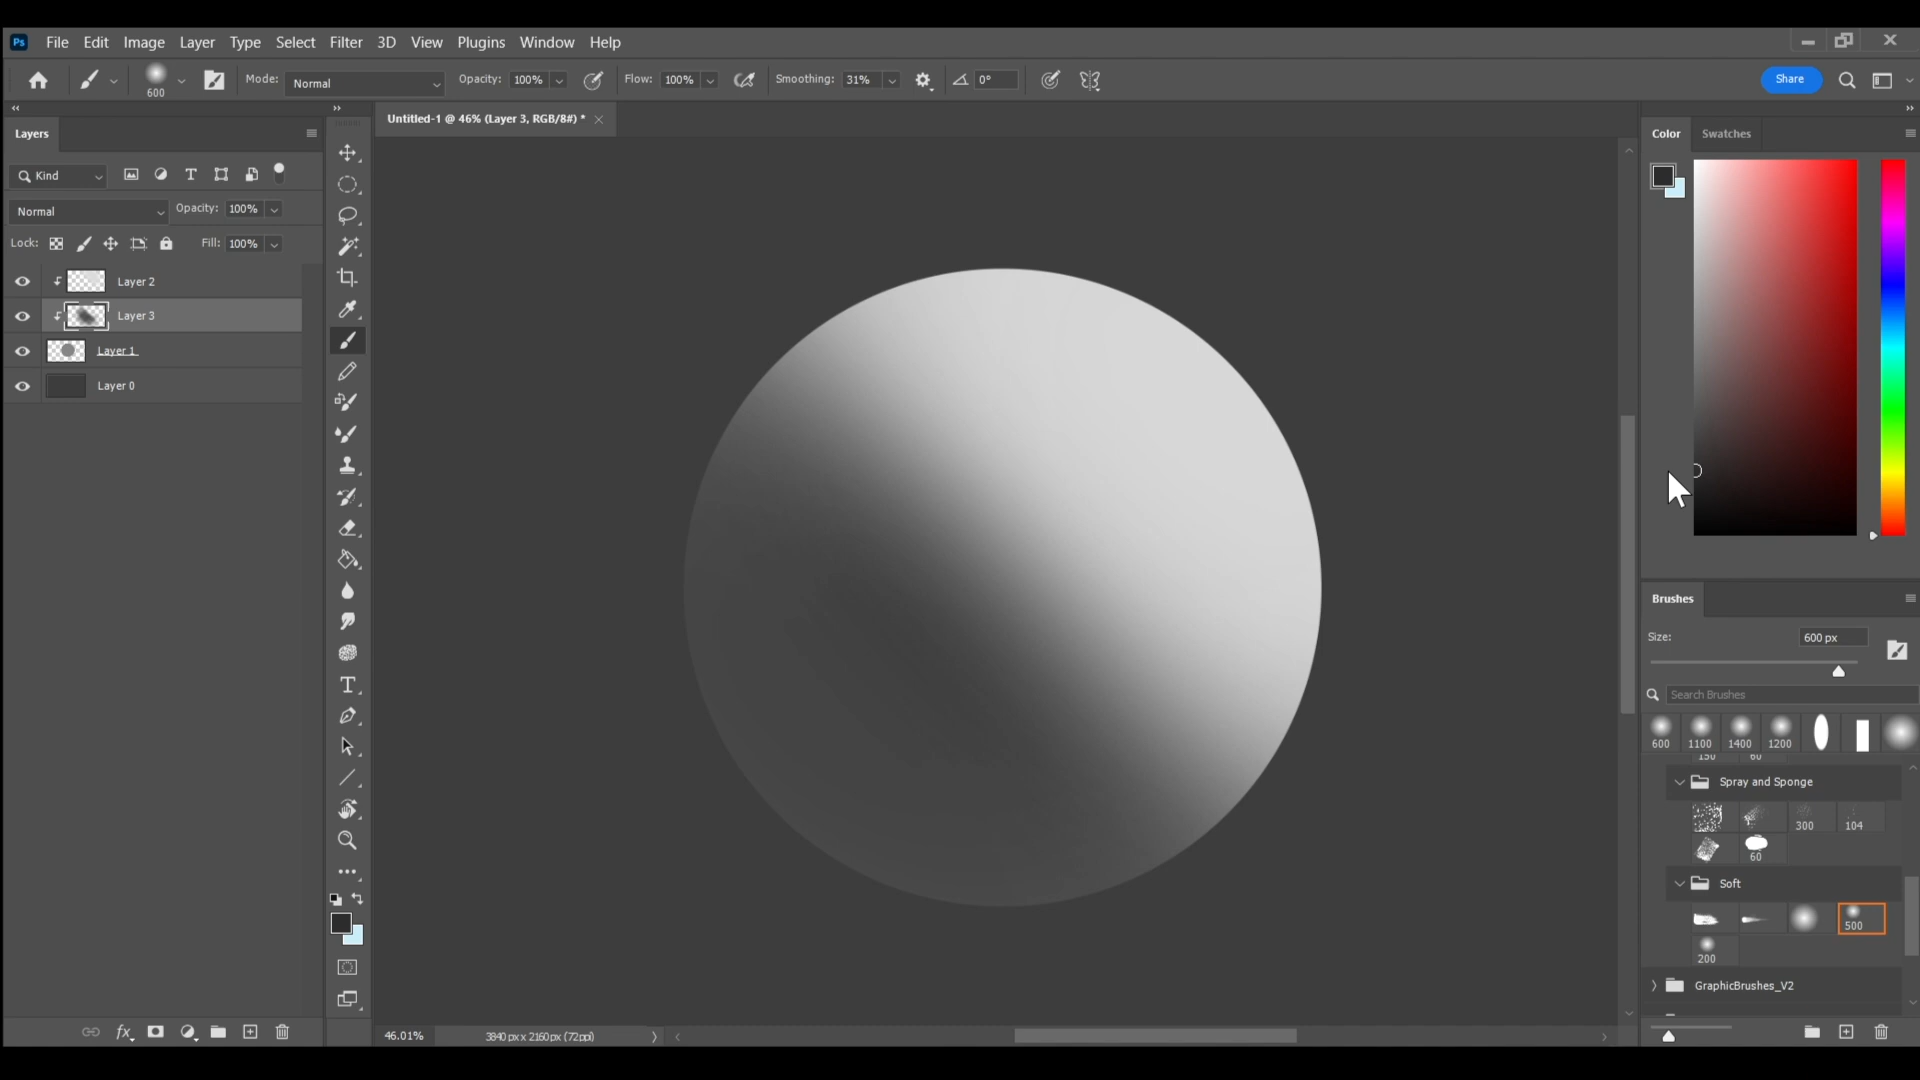 Ps File Edit Image Layer Type Select Filter 3D View Plugins Window Help
600 Mode: Normal Opacity: 100% Flow: 100% Smoothing: 31% 0° Share
Layers
Untitled-1 @ 46% (Layer 3, RGB/8#) *
Color Swatches
Kind
Normal Opacity: 100%
Lock: Fill: 100%
Layer 2
Layer 3
Layer 1
Layer 0
Brushes
Size: 600 px
Search Brushes
600 1100 1400 1200
150 60
Spray and Sponge
300 104
60
Soft
500
200
GraphicBrushes_V2
fx
46.01% 3840 px x 2160 px (72 ppi)